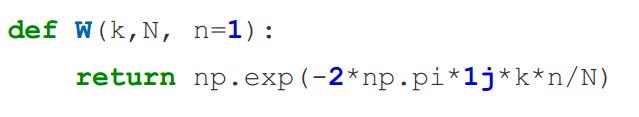 def W(k,N, n=1):
    return np.exp(-2*np.pi*1j*k*n/N)